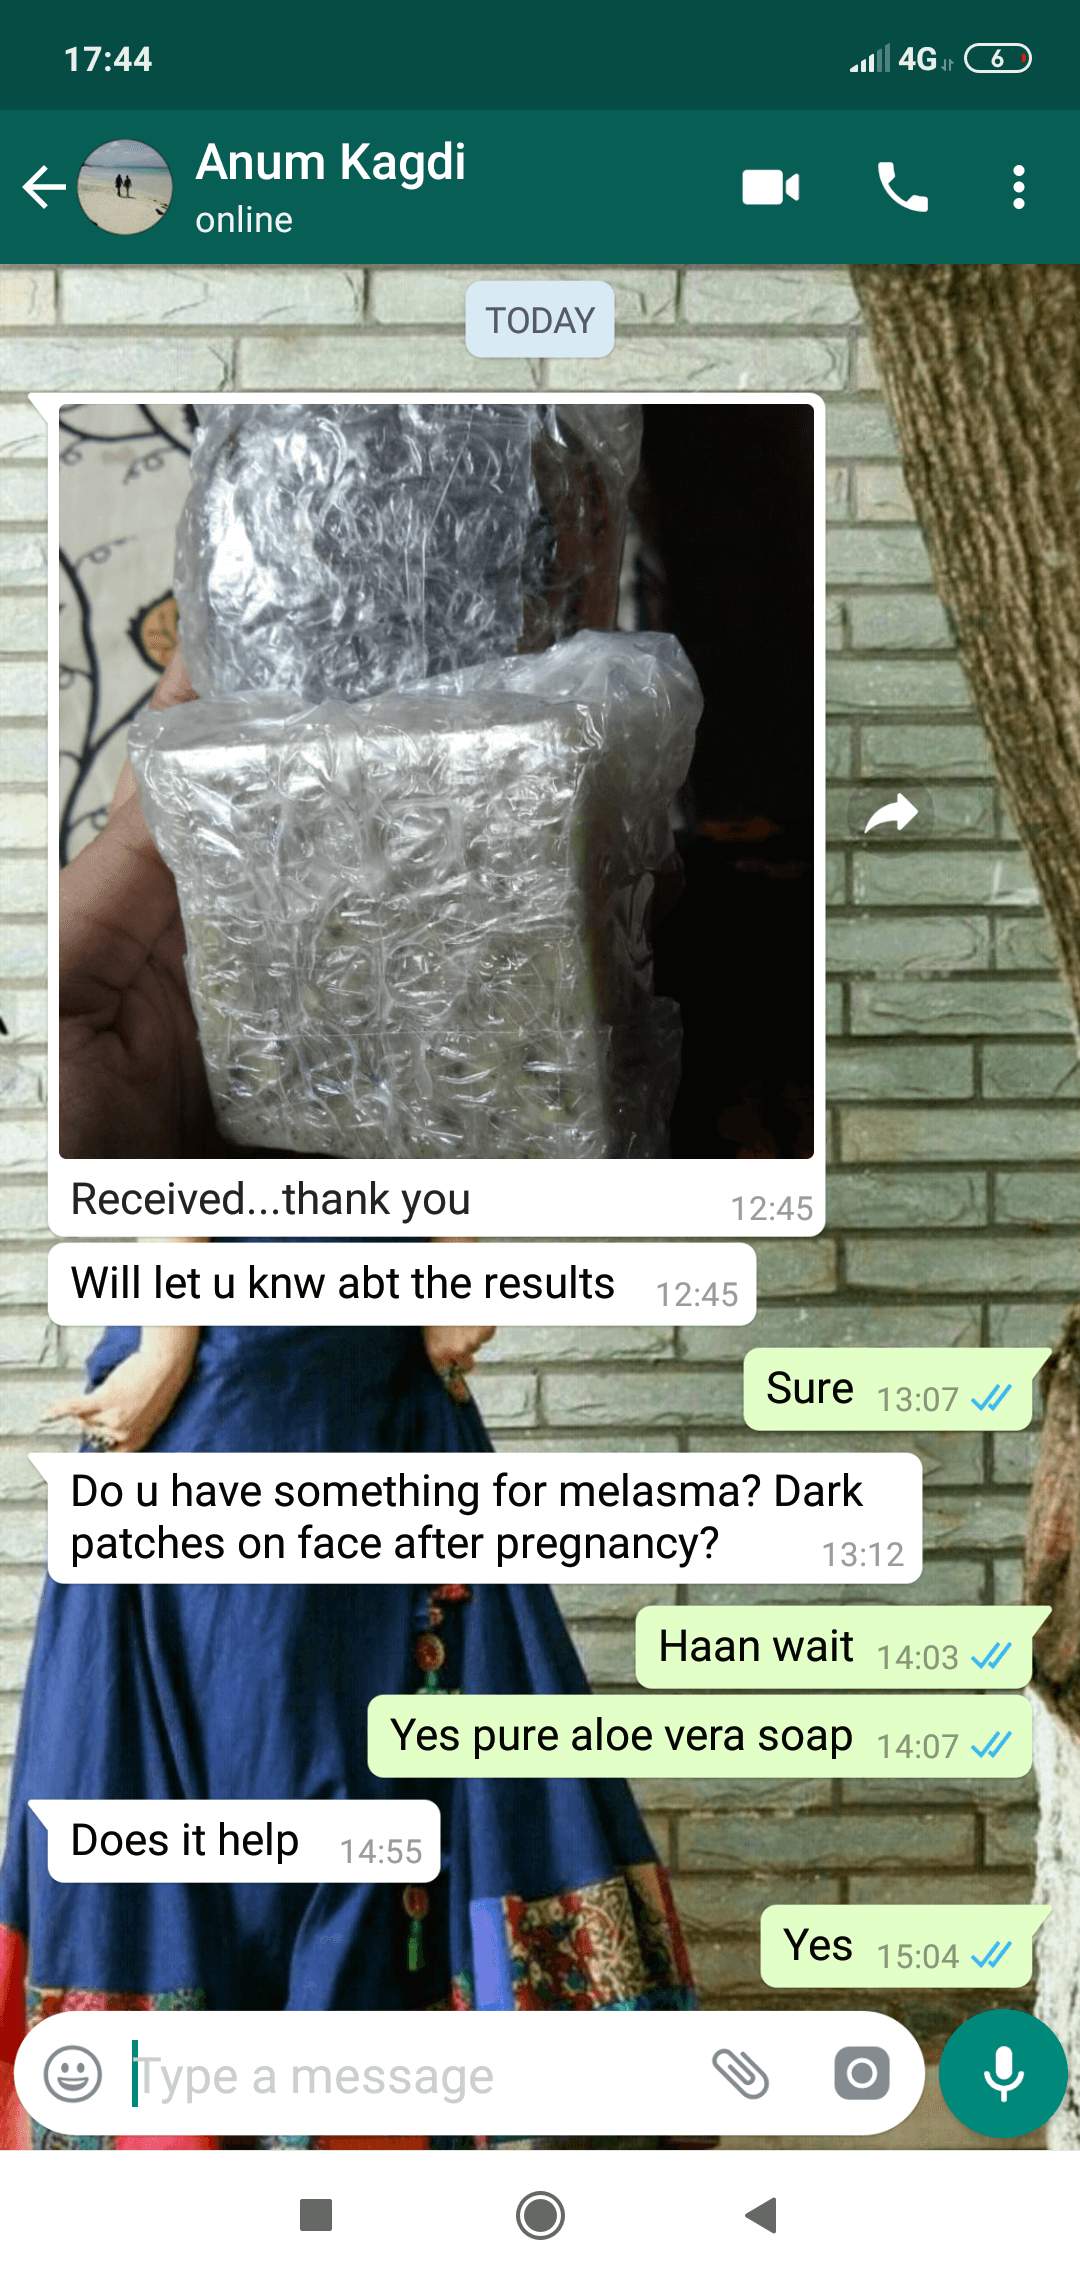 17:44
4G
6
Anum Kagdi
online
TODAY
Received...thank you
12:45
Will let u knw abt the results
12:45
Sure
13:07
Do u have something for melasma? Dark
patches on face after pregnancy?
13:12
Haan wait
14:03
Yes pure aloe vera soap
14:07
Does it help
14:55
Yes
15:04
Type a message